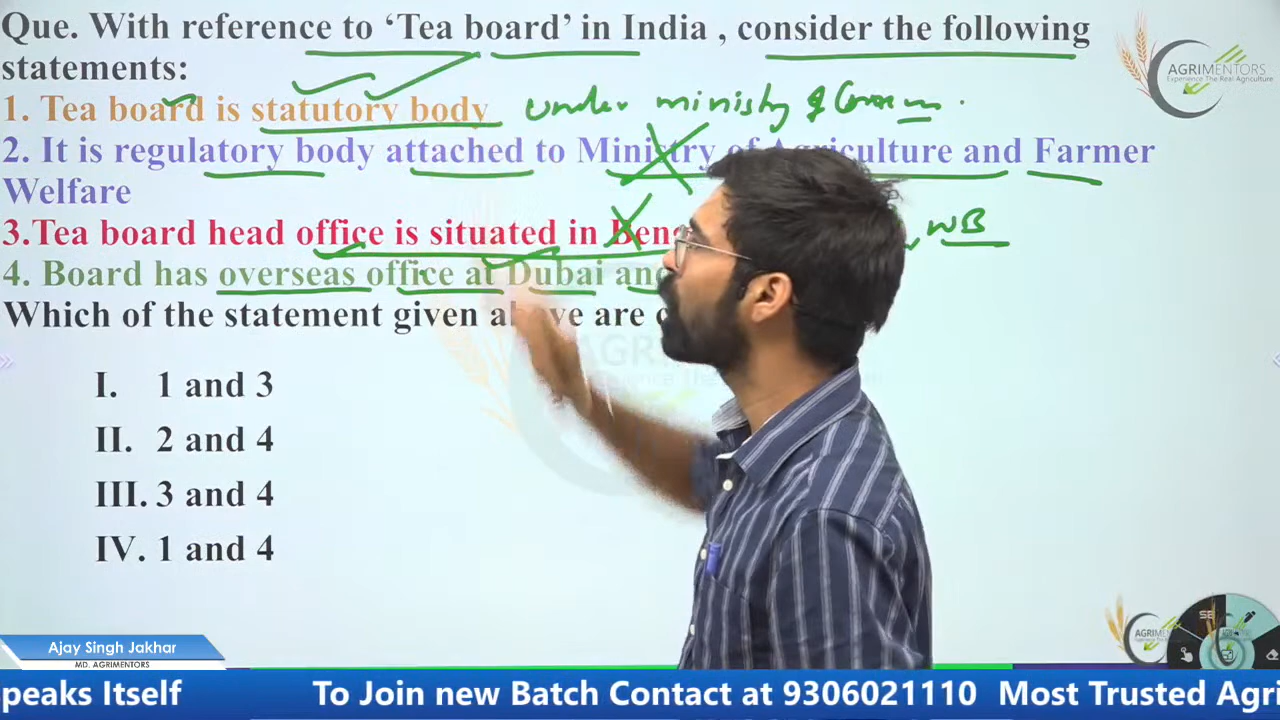 Que. With reference to ‘Tea board’ in India , consider the following
statements:
1. Tea board is statutory body under ministry of
2. It is regulatory body attached to Ministry of Agriculture and Farmer
Welfare
3.Tea board head office is situated in
WB
4. Board has overseas office at Dubai
Which of the statement given above are
I. 1 and 3
II. 2 and 4
III. 3 and 4
IV. 1 and 4
AGRIMENTORS
Experience The Real Agriculture
Ajay Singh Jakhar
MD. AGRIMENTORS
peaks Itself To Join new Batch Contact at 9306021110 Most Trusted Agri